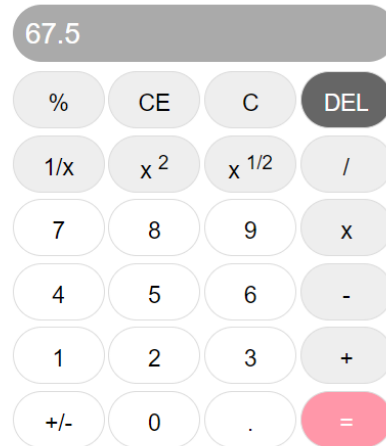 67.5
% CE C DEL
1/x x 2 x 1/2 /
7 8 9 x
4 5 6 -
1 2 3 +
+/- 0 . =